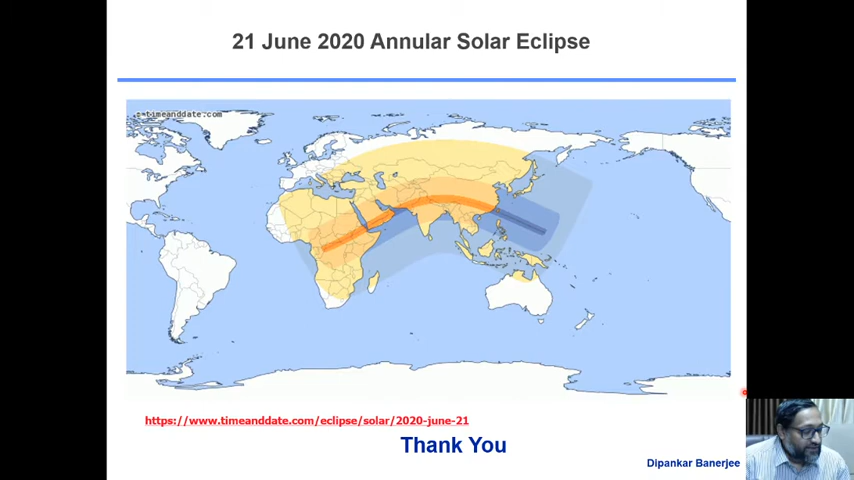 21 June 2020 Annular Solar Eclipse
timeanddate.com
https://www.timeanddate.com/eclipse/solar/2020-june-21
Thank You
Dipankar Banerjee